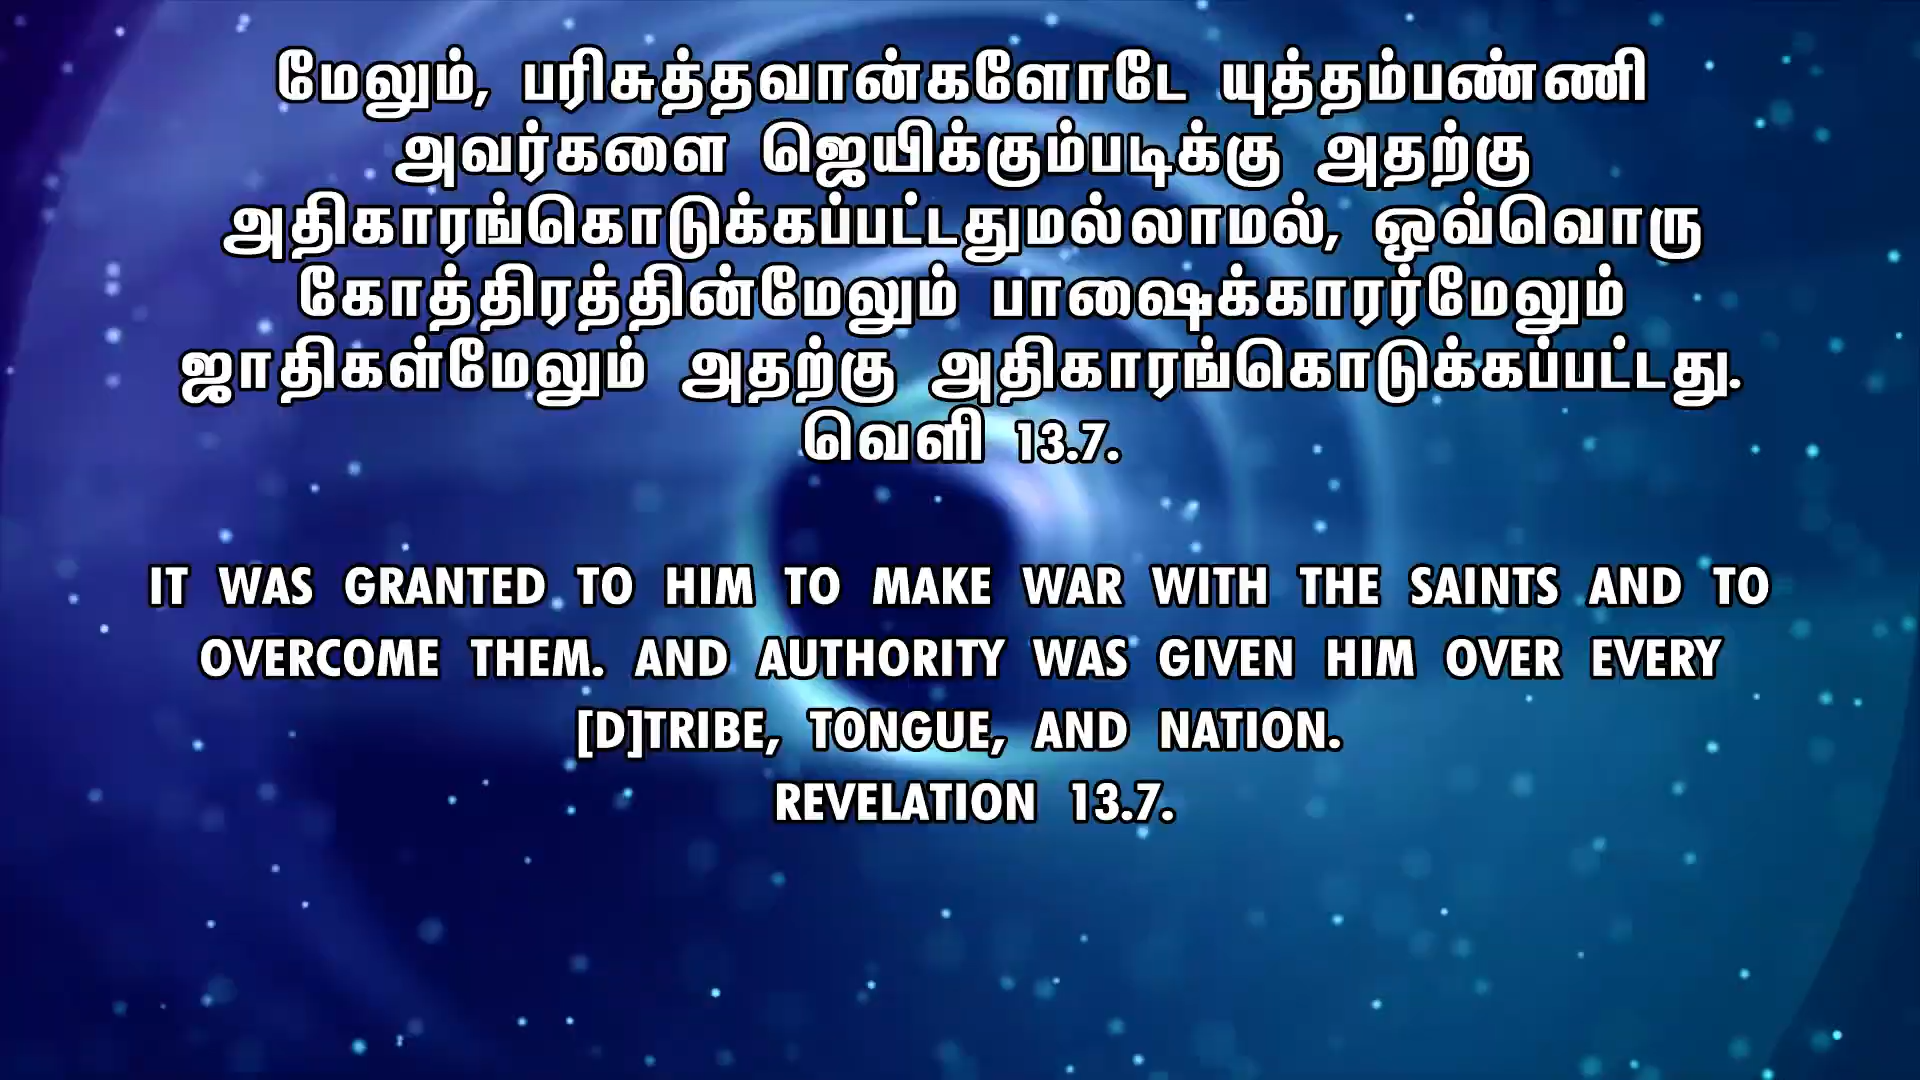 மேலும், பரிசுத்தவான்களோடே யுத்தம்பண்ணி
அவர்களை ஜெயிக்கும்படிக்கு அதற்கு
அதிகாரங்கொடுக்கப்பட்டதுமல்லாமல், ஒவ்வொரு
கோத்திரத்தின்மேலும் பாஷைக்காரர்மேலும்
ஜாதிகள்மேலும் அதற்கு அதிகாரங்கொடுக்கப்பட்டது.
வெளி 13.7.
IT WAS GRANTED TO HIM TO MAKE WAR WITH THE SAINTS AND TO
OVERCOME THEM. AND AUTHORITY WAS GIVEN HIM OVER EVERY
[D]TRIBE, TONGUE, AND NATION.
REVELATION 13.7.